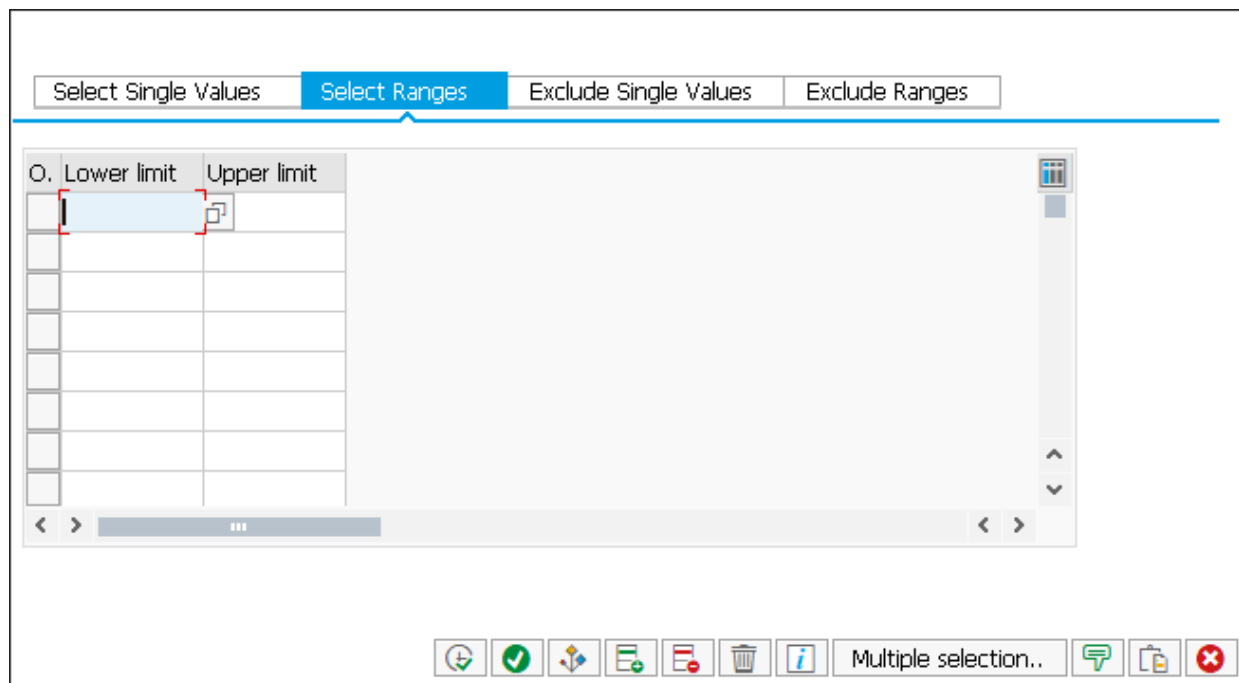 Select Single Values Select Ranges Exclude Single Values Exclude Ranges
O. Lower limit Upper limit
Multiple selection..